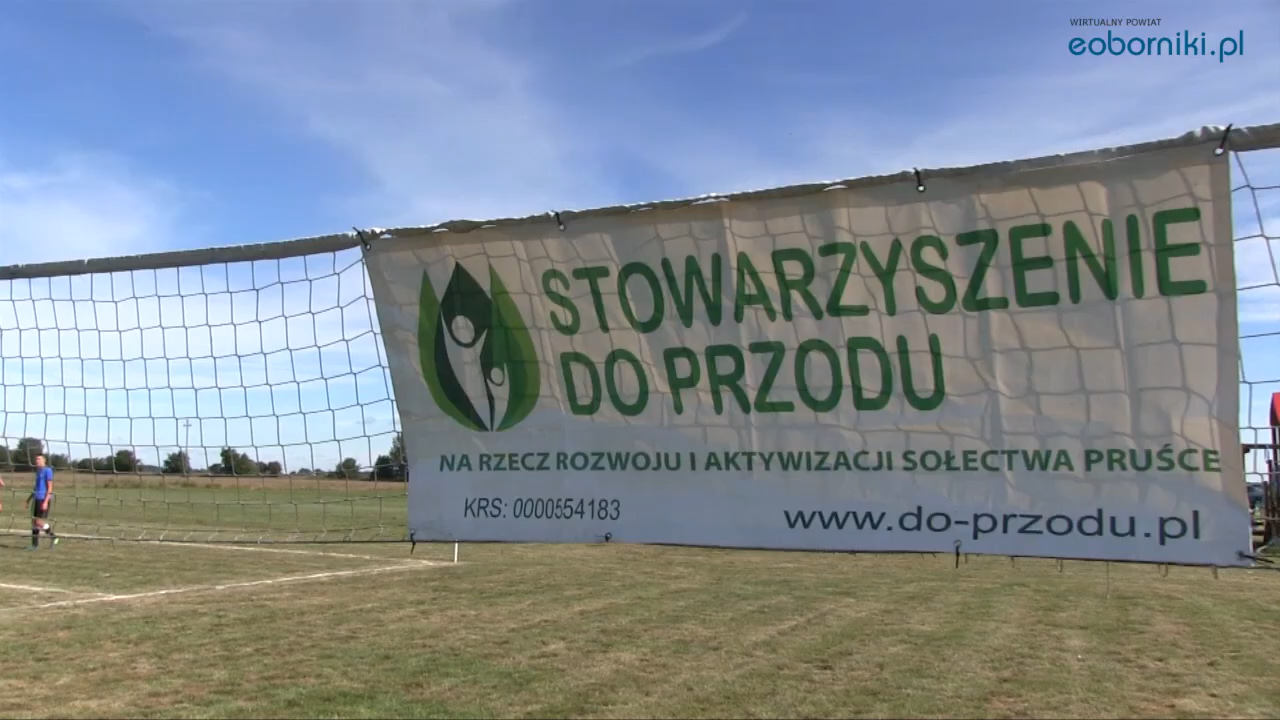 WIRTUALNY POWIAT
eoborniki.pl
STOWARZYSZENIE
DO PRZODU
NA RZECZ ROZWOJU I AKTYWIZACJI SOŁECTWA PRUŚCE
KRS: 0000554183
www.do-przodu.pl